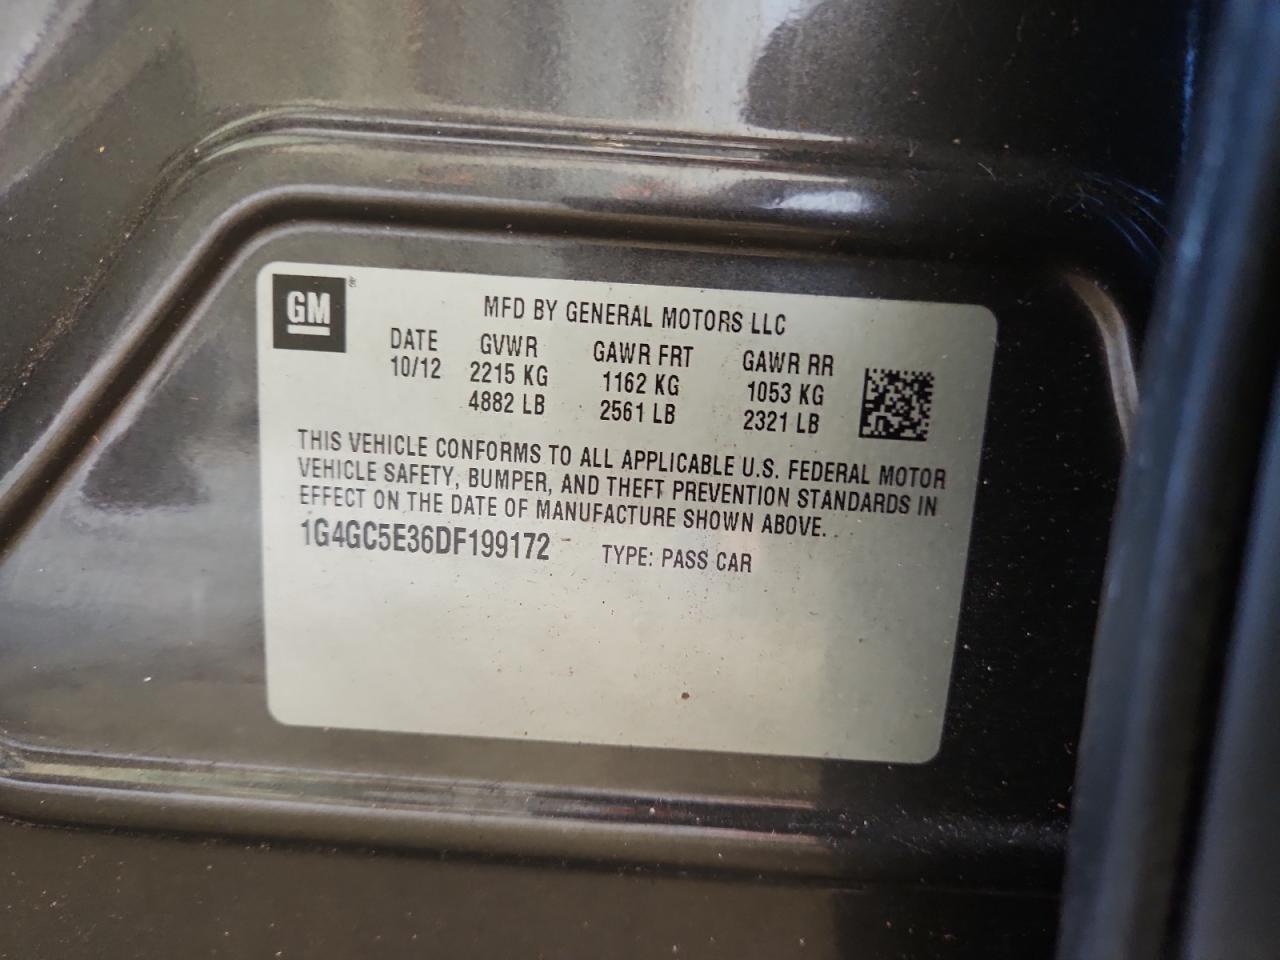 GM®
MFD BY GENERAL MOTORS LLC
DATE GVWR GAWR FRT GAWR RR
10/12 2215 KG 1162 KG 1053 KG
4882 LB 2561 LB 2321 LB
THIS VEHICLE CONFORMS TO ALL APPLICABLE U.S. FEDERAL MOTOR
VEHICLE SAFETY, BUMPER, AND THEFT PREVENTION STANDARDS IN
EFFECT ON THE DATE OF MANUFACTURE SHOWN ABOVE.
1G4GC5E36DF199172 TYPE: PASS CAR